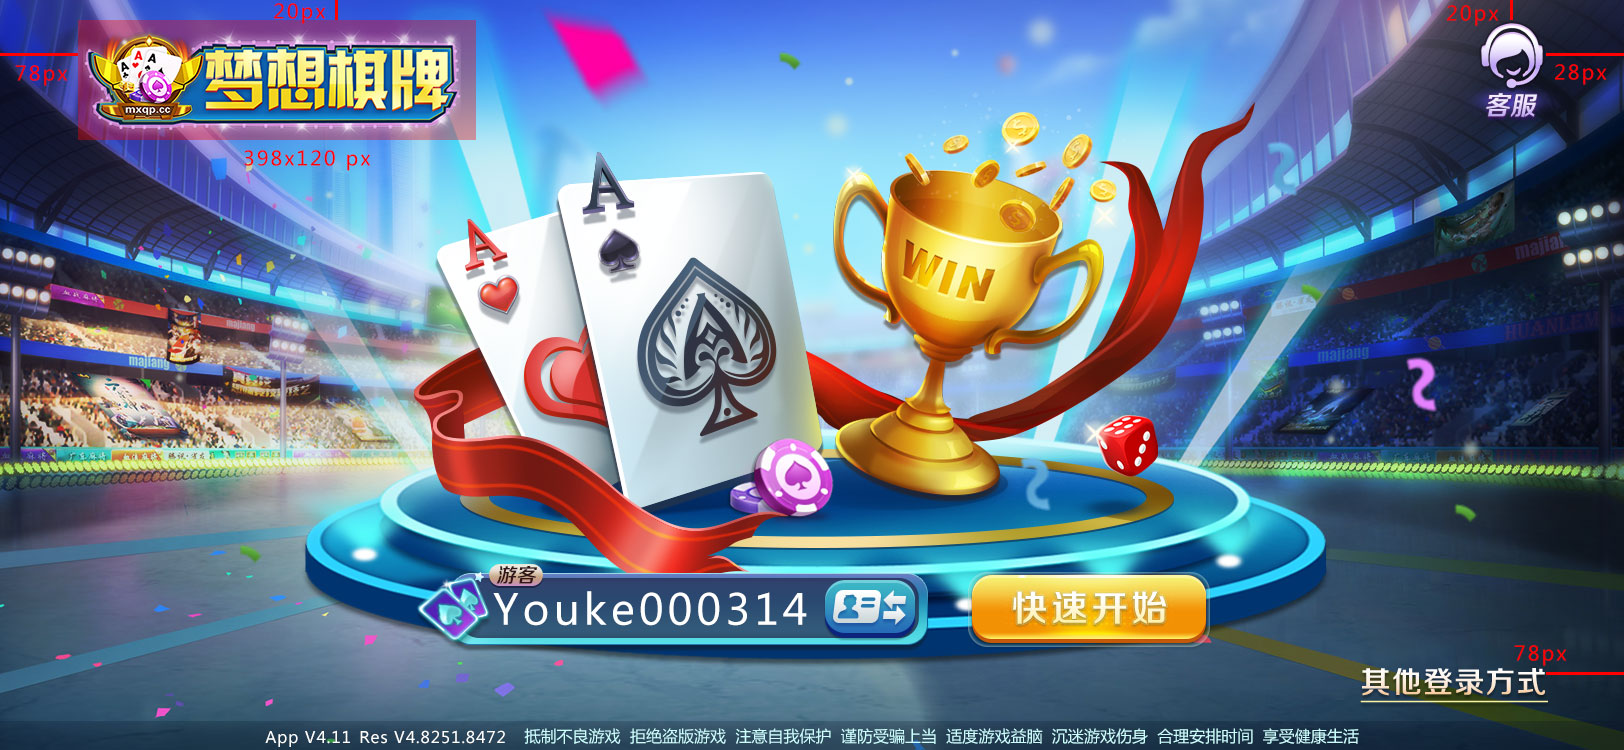 20px
20px
78px
梦想棋牌
mxqp.cc
28px
客服
398x120 px
A
A
A
WIN
majiang
majiang
majiang
HUANLEM
游客
Youke000314
快速开始
78px
其他登录方式
App V4.11 Res V4.8251.8472 抵制不良游戏 拒绝盗版游戏 注意自我保护 谨防受骗上当 适度游戏益脑 沉迷游戏伤身 合理安排时间 享受健康生活